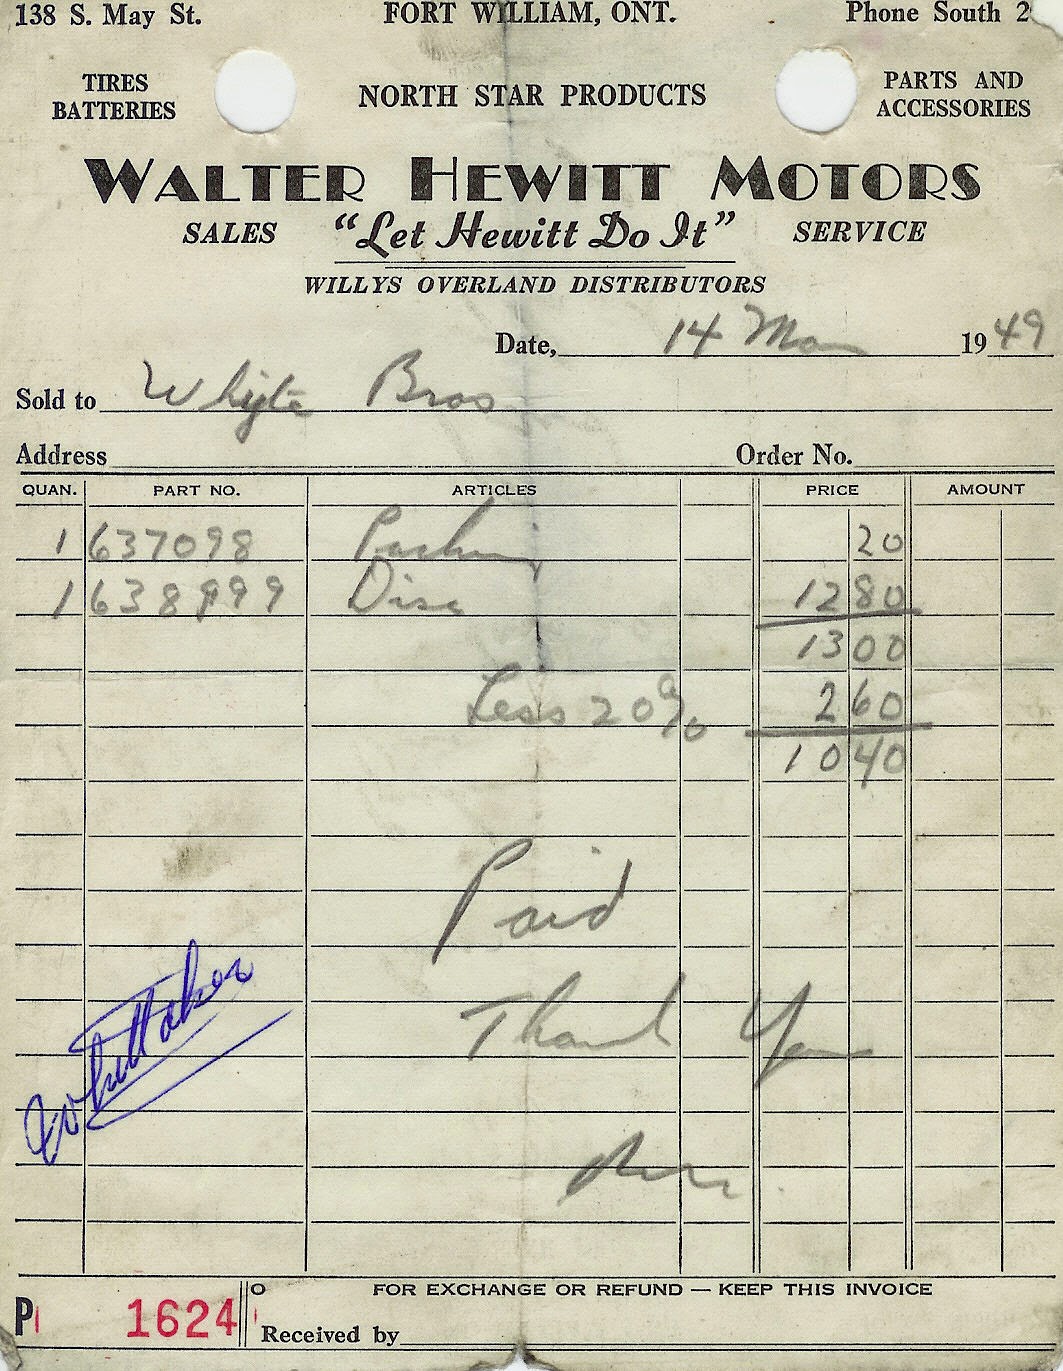 138 S. May St. FORT WILLIAM, ONT. Phone South 2
TIRES BATTERIES NORTH STAR PRODUCTS PARTS AND ACCESSORIES
WALTER HEWITT MOTORS
SALES "Let Hewitt Do It" SERVICE
WILLYS OVERLAND DISTRIBUTORS
Date, 14 Mar 1949
Sold to Whyte Bros
Address Order No.
QUAN. PART NO. ARTICLES PRICE AMOUNT
1 637098 20
1 638999 Disc 12 80
13 00
Less 20% 2 60
10 40
Paid
Thank You
Whittaker
FOR EXCHANGE OR REFUND — KEEP THIS INVOICE
P 1624
Received by